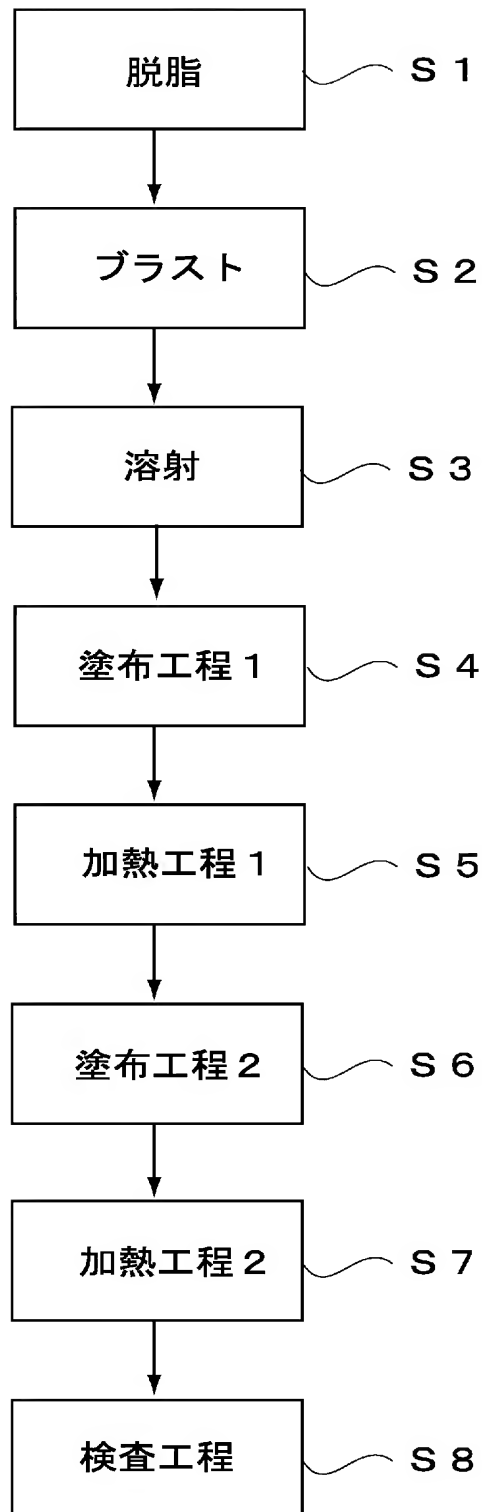 脱脂 S1
ブラスト S2
溶射 S3
塗布工程1 S4
加熱工程1 S5
塗布工程2 S6
加熱工程2 S7
検査工程 S8